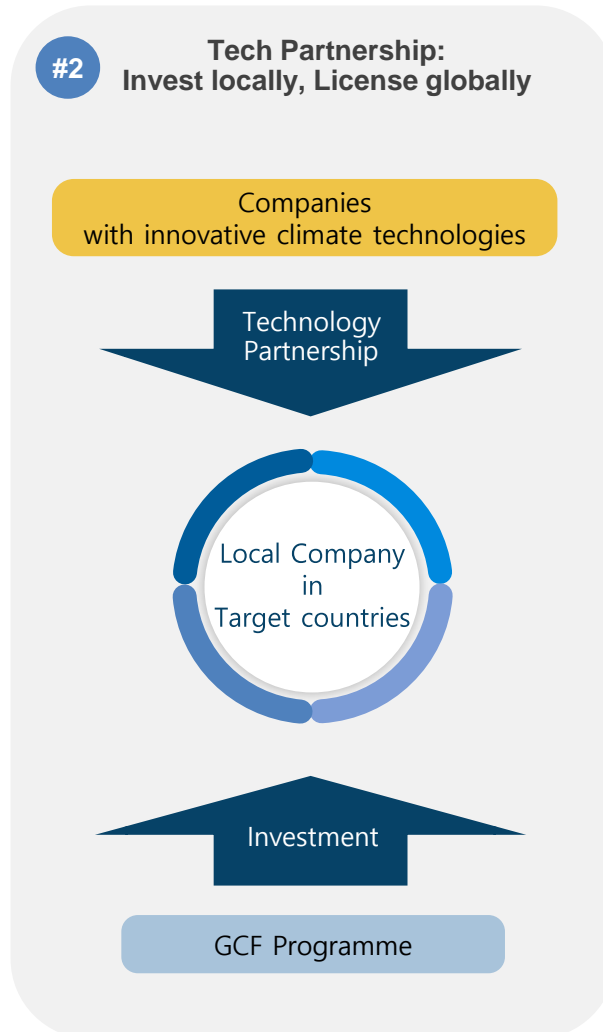 #2
Tech Partnership:
Invest locally, License globally
Companies
with innovative climate technologies
Technology
Partnership
Local Company
in
Target countries
Investment
GCF Programme